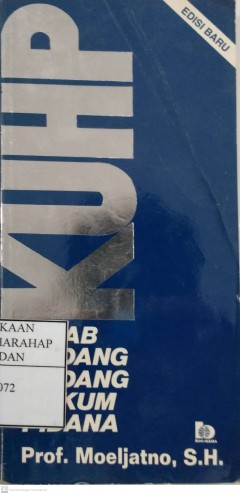 EDISI BARU
KUHP
KAAN
HARAHAP
DAN
072
AB
DANG
DANG
KUM
Prof. Moeljatno, S.H.